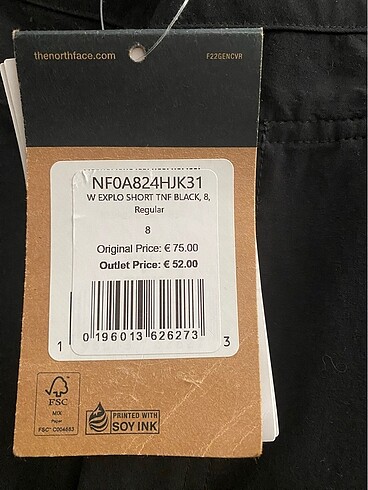 thenorthface.com
F22GENCVR
NF0A824HJK31
W EXPLO SHORT TNF BLACK, 8,
Regular
8
Original Price: € 75.00
Outlet Price: € 52.00
1 0 196013 626273 3
FSC
MIX
Paper
FSC® C004883
PRINTED WITH
SOY INK